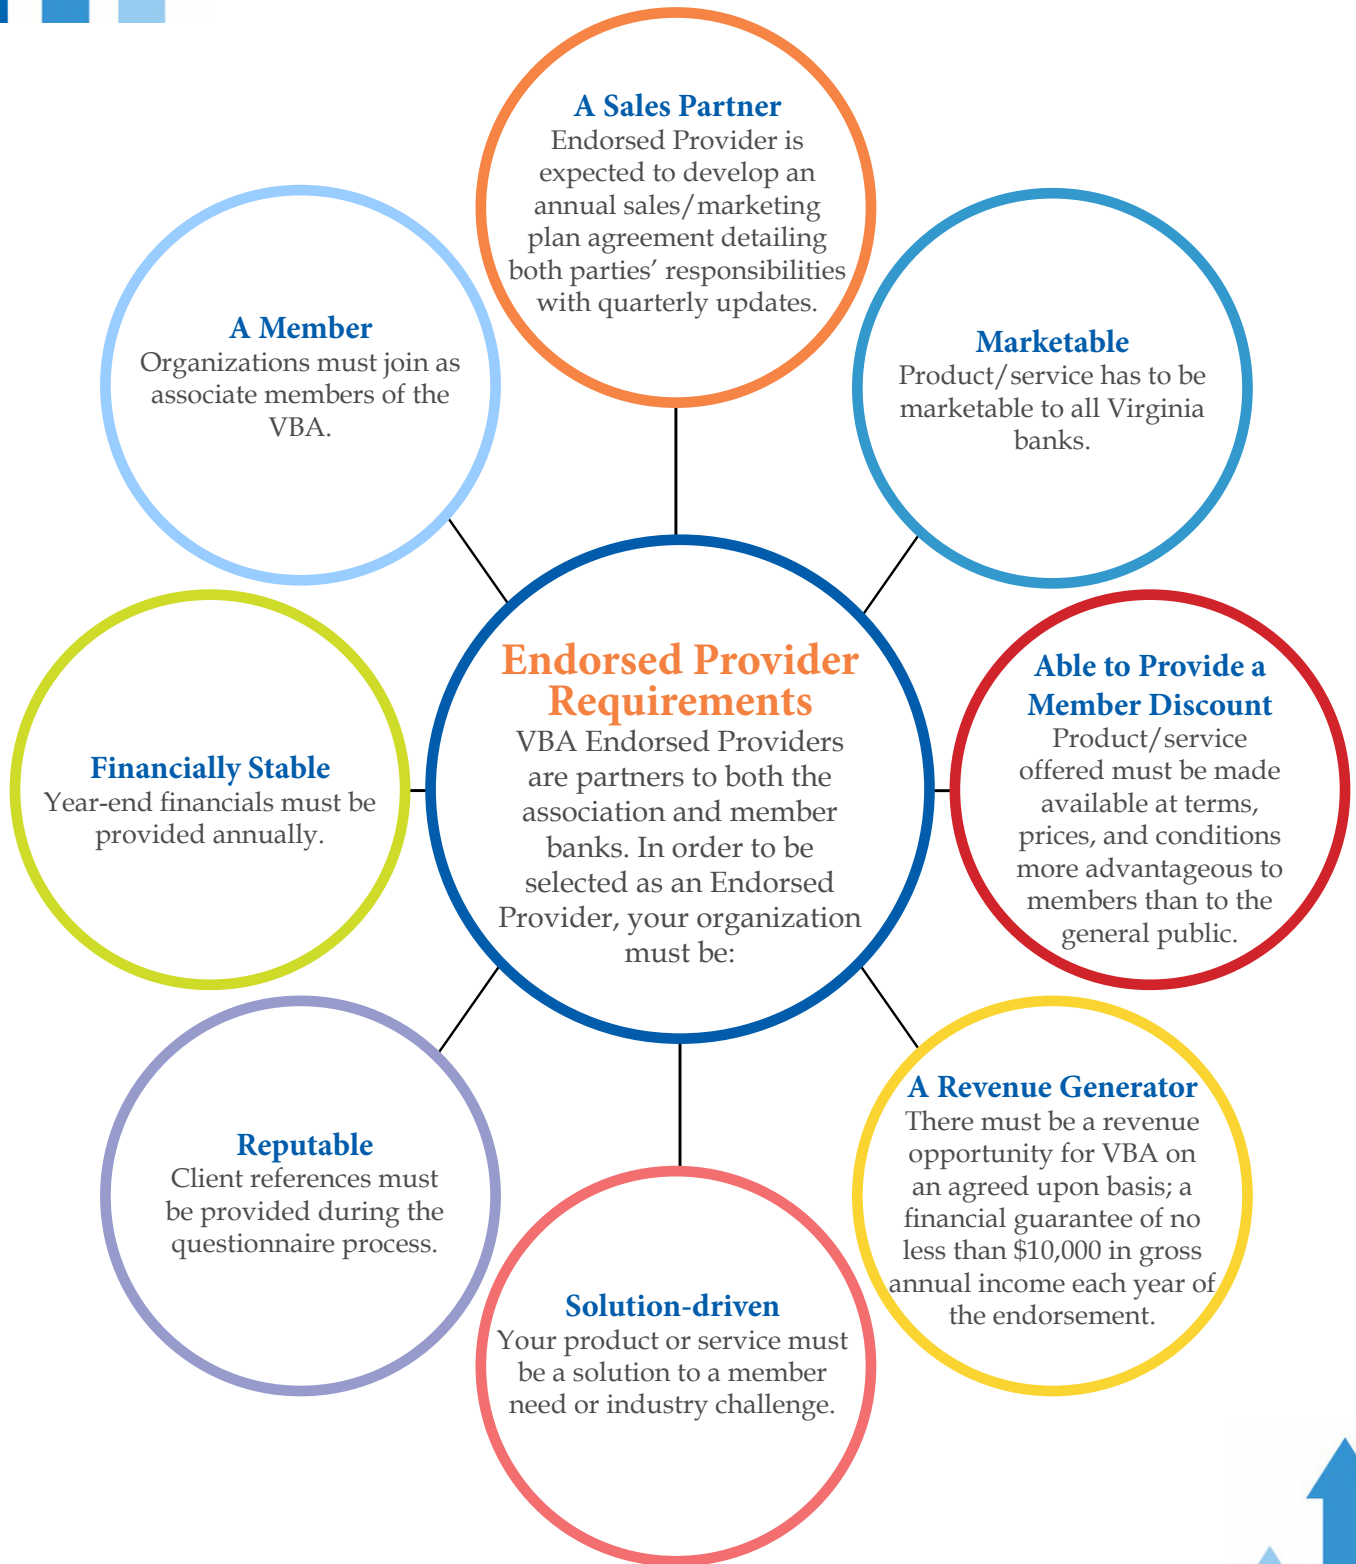 A Sales Partner
Endorsed Provider is
expected to develop an
annual sales/marketing
plan agreement detailing
both parties’ responsibilities
with quarterly updates.
A Member
Organizations must join as
associate members of the
VBA.
Marketable
Product/service has to be
marketable to all Virginia
banks.
Endorsed Provider
Requirements
VBA Endorsed Providers
are partners to both the
association and member
banks. In order to be
selected as an Endorsed
Provider, your organization
must be:
Able to Provide a
Member Discount
Product/service
offered must be made
available at terms,
prices, and conditions
more advantageous to
members than to the
general public.
Financially Stable
Year-end financials must be
provided annually.
A Revenue Generator
There must be a revenue
opportunity for VBA on
an agreed upon basis; a
financial guarantee of no
less than $10,000 in gross
annual income each year of
the endorsement.
Reputable
Client references must
be provided during the
questionnaire process.
Solution-driven
Your product or service must
be a solution to a member
need or industry challenge.